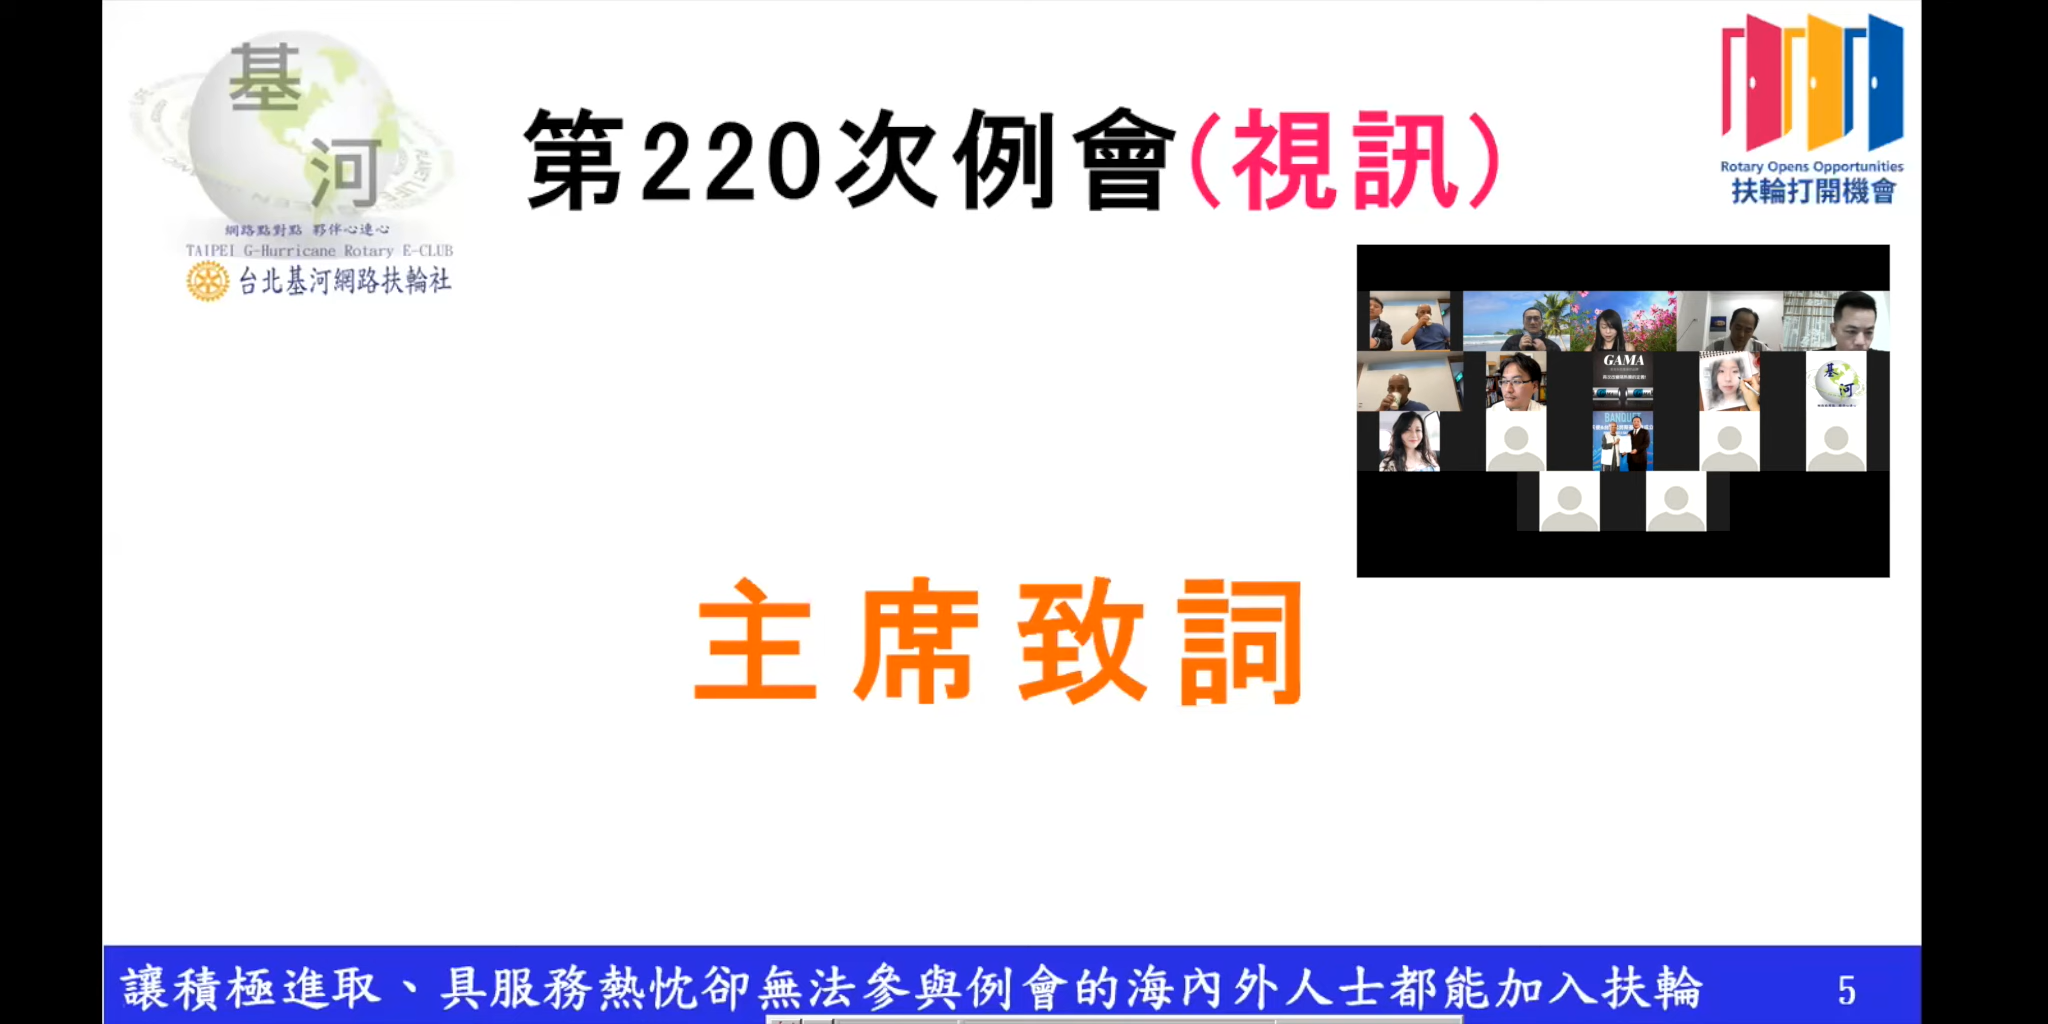 基
河
網路點對點 夥伴心連心
TAIPEI G-Hurricane Rotary E-CLUB
台北基河網路扶輪社
第220次例會(視訊)
Rotary Opens Opportunities
扶輪打開機會
GAMA
基
河
BANQUET
主席致詞
讓積極進取、具服務熱忱卻無法參與例會的海內外人士都能加入扶輪
5